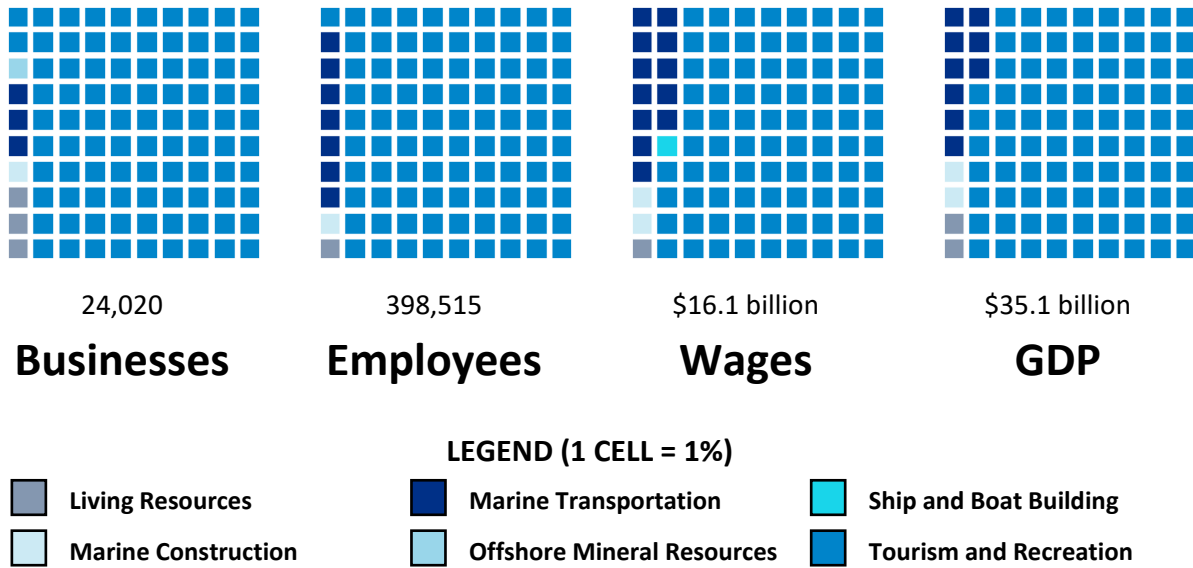 24,020
398,515
$16.1 billion
$35.1 billion
Businesses
Employees
Wages
GDP
LEGEND (1 CELL = 1%)
Living Resources
Marine Transportation
Ship and Boat Building
Marine Construction
Offshore Mineral Resources
Tourism and Recreation